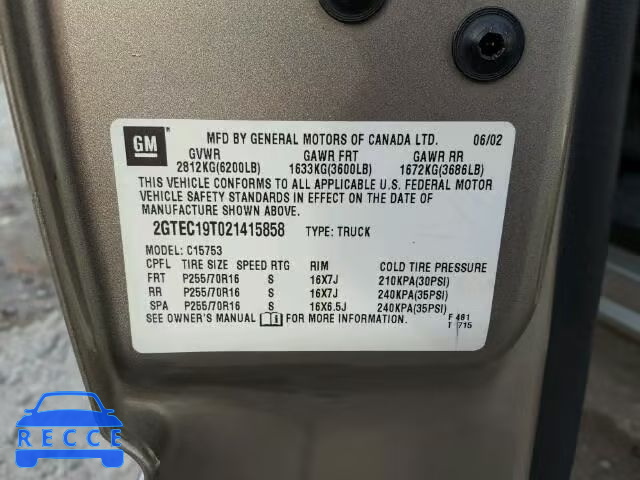 GM
MFD BY GENERAL MOTORS OF CANADA LTD. 06/02
GVWR GAWR FRT GAWR RR
2812KG(6200LB) 1633KG(3600LB) 1672KG(3686LB)
THIS VEHICLE CONFORMS TO ALL APPLICABLE U.S. FEDERAL MOTOR
VEHICLE SAFETY STANDARDS IN EFFECT ON THE DATE OF
MANUFACTURE SHOWN ABOVE.
2GTEC19T021415858 TYPE: TRUCK
MODEL: C15753
CPFL TIRE SIZE SPEED RTG RIM COLD TIRE PRESSURE
FRT P255/70R16 S 16X7J 210KPA(30PSI)
RR P255/70R16 S 16X7J 240KPA(35PSI)
SPA P255/70R16 S 16X6.5J 240KPA(35PSI)
SEE OWNER'S MANUAL FOR MORE INFORMATION.
F 481
T 715
RECCE